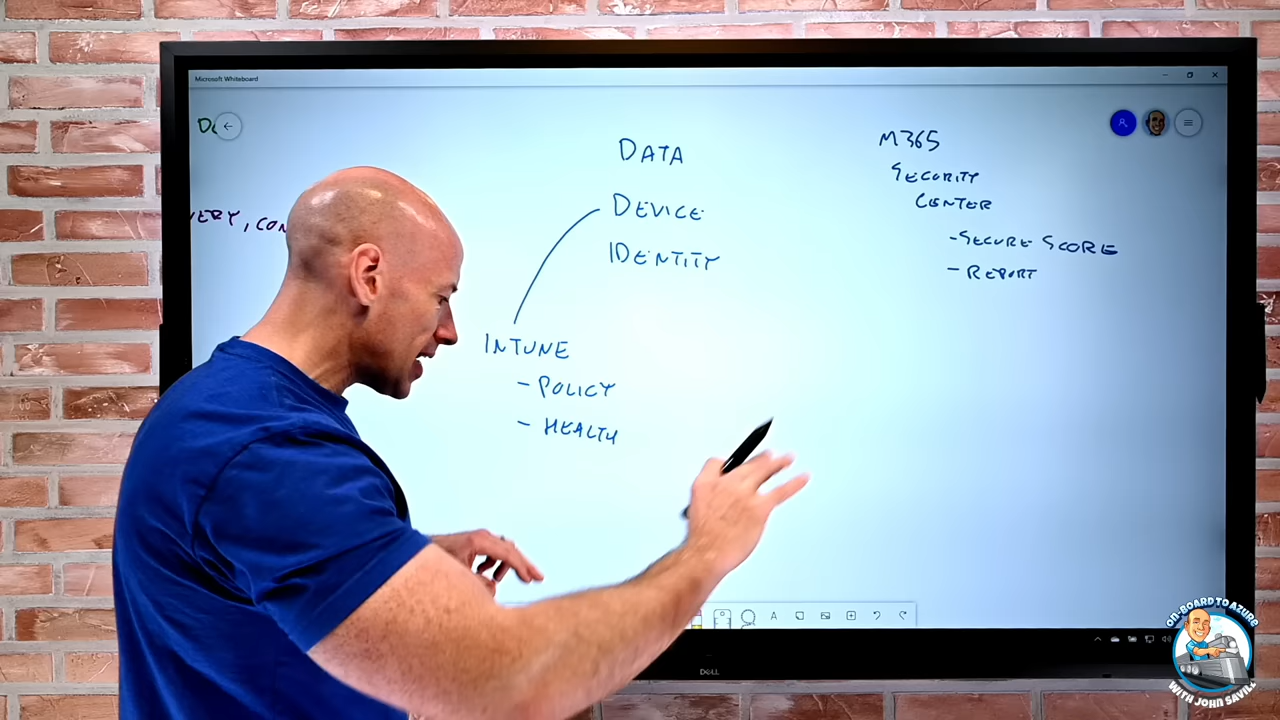 Microsoft Whiteboard
DATA
DEVICE
IDENTITY
INTUNE
- POLICY
- HEALTH
M365
SECURITY
CENTER
- SECURE SCORE
- REPORT
DELL
ON-BOARD TO AZURE
WITH JOHN SAVILL